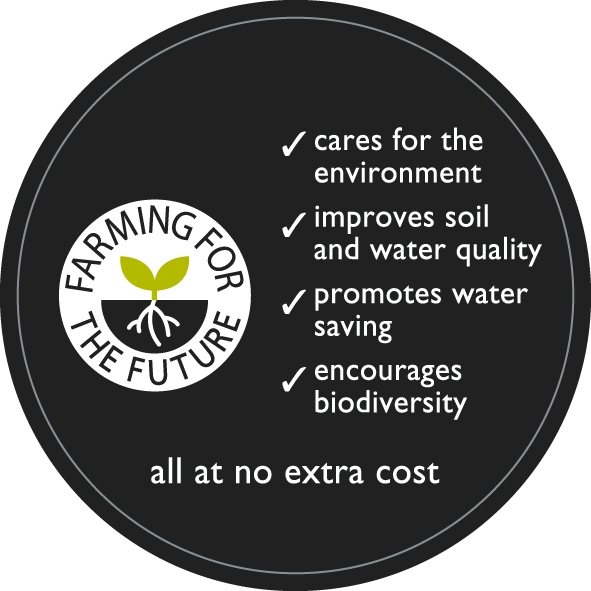 FARMING FOR
THE FUTURE
✓ cares for the
environment
✓ improves soil
and water quality
✓ promotes water
saving
✓ encourages
biodiversity
all at no extra cost